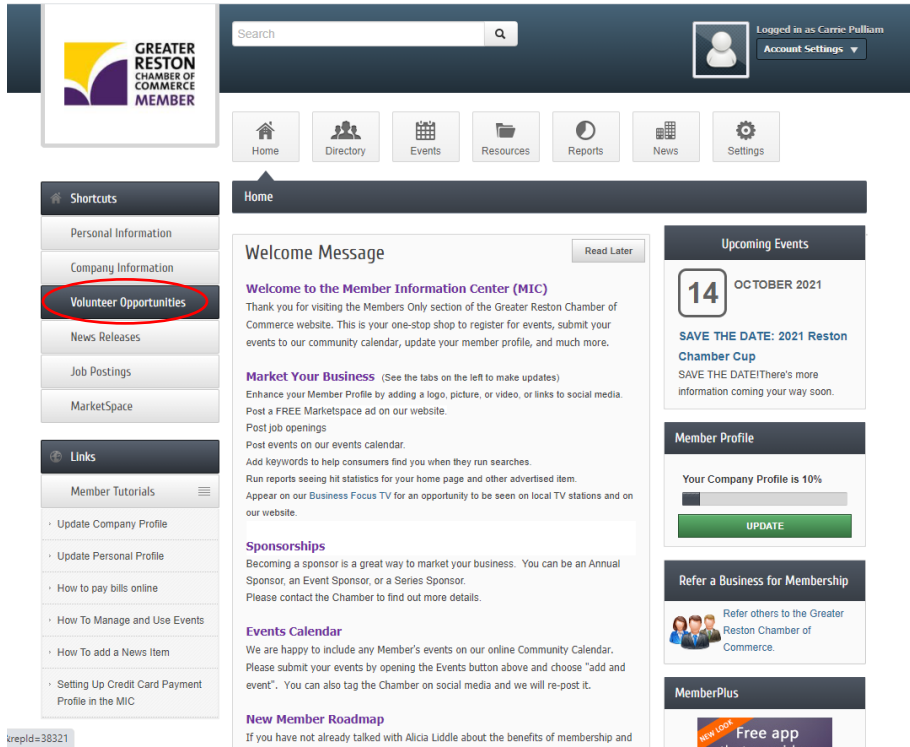 GREATER
RESTON
CHAMBER OF
COMMERCE
MEMBER
Search
Logged in as Carrie Pulliam
Account Settings
Home
Directory
Events
Resources
Reports
News
Settings
Shortcuts
Personal Information
Company Information
Volunteer Opportunities
News Releases
Job Postings
MarketSpace
Links
Member Tutorials
Update Company Profile
Update Personal Profile
How to pay bills online
How To Manage and Use Events
How To add a News Item
Setting Up Credit Card Payment
Profile in the MIC
&repId=38321
Home
Welcome Message
Read Later
Welcome to the Member Information Center (MIC)
Thank you for visiting the Members Only section of the Greater Reston Chamber of
Commerce website. This is your one-stop shop to register for events, submit your
events to our community calendar, update your member profile, and much more.
Market Your Business (See the tabs on the left to make updates)
Enhance your Member Profile by adding a logo, picture, or video, or links to social media.
Post a FREE Marketspace ad on our website.
Post job openings
Post events on our events calendar.
Add keywords to help consumers find you when they run searches.
Run reports seeing hit statistics for your home page and other advertised item.
Appear on our Business Focus TV for an opportunity to be seen on local TV stations and on
our website.
Sponsorships
Becoming a sponsor is a great way to market your business. You can be an Annual
Sponsor, an Event Sponsor, or a Series Sponsor.
Please contact the Chamber to find out more details.
Events Calendar
We are happy to include any Member's events on our online Community Calendar.
Please submit your events by opening the Events button above and choose "add and
event". You can also tag the Chamber on social media and we will re-post it.
New Member Roadmap
If you have not already talked with Alicia Liddle about the benefits of membership and
Upcoming Events
14
OCTOBER 2021
SAVE THE DATE: 2021 Reston
Chamber Cup
SAVE THE DATE!There's more
information coming your way soon.
Member Profile
Your Company Profile is 10%
UPDATE
Refer a Business for Membership
Refer others to the Greater
Reston Chamber of
Commerce.
MemberPlus
NEW LOOK
Free app